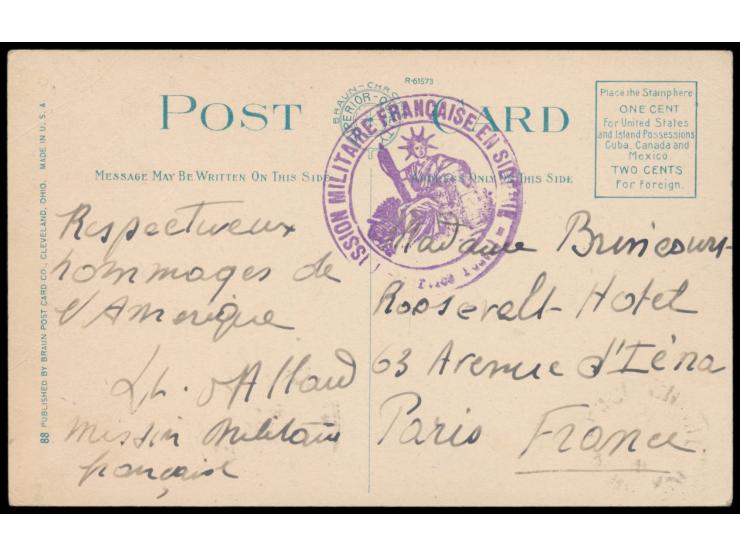 R-61573
POST CARD
MESSAGE MAY BE WRITTEN ON THIS SIDE
ADDRESS ONLY ON THIS SIDE
Place the Stamp here
ONE CENT
For United States
and Island Possessions
Cuba, Canada and
Mexico.
TWO CENTS
For Foreign.
MISSION MILITAIRE FRANÇAISE EN SIBÉRIE
Respectueux
hommages de
l'Amerique
Lt. d'Allard
Mission Militaire
française
Madame Brincourt
Roosevelt-Hotel
63 Avenue d'Iéna
Paris France.
88 PUBLISHED BY BRAUN POST CARD CO., CLEVELAND, OHIO. MADE IN U.S.A